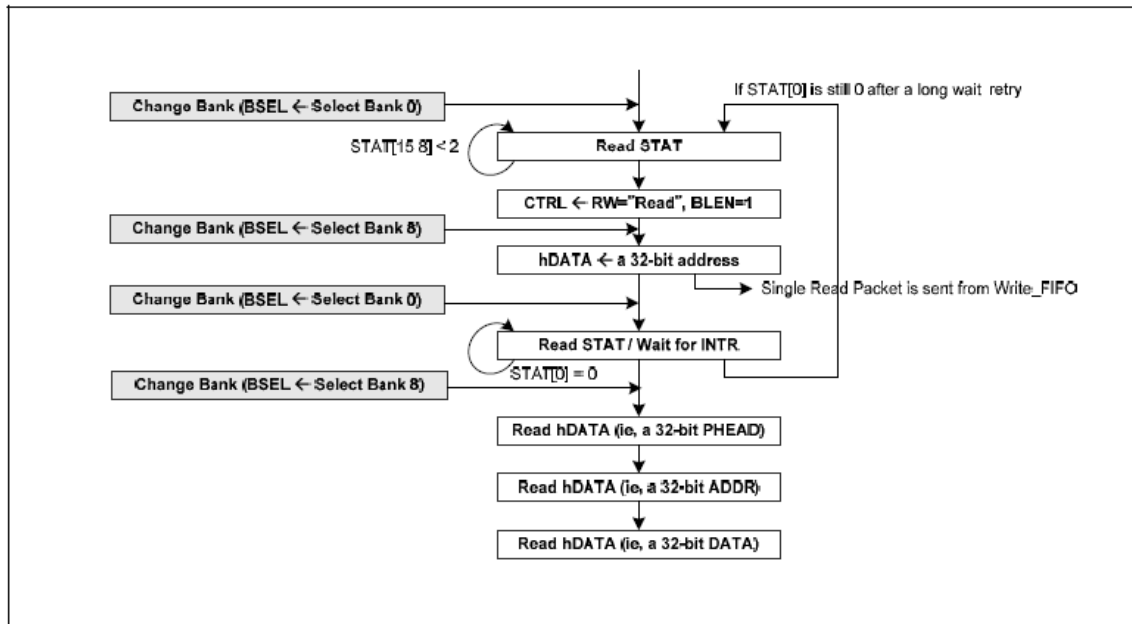 If STAT[0] is still 0 after a long wait retry
Change Bank (BSEL ← Select Bank 0)
STAT[15 8] < 2
Read STAT
CTRL ← RW="Read", BLEN=1
Change Bank (BSEL ← Select Bank 8)
hDATA ← a 32-bit address
Single Read Packet is sent from Write_FIFO
Change Bank (BSEL ← Select Bank 0)
Read STAT / Wait for INTR.
STAT[0] = 0
Change Bank (BSEL ← Select Bank 8)
Read hDATA (ie, a 32-bit PHEAD)
Read hDATA (ie, a 32-bit ADDR)
Read hDATA (ie, a 32-bit DATA)